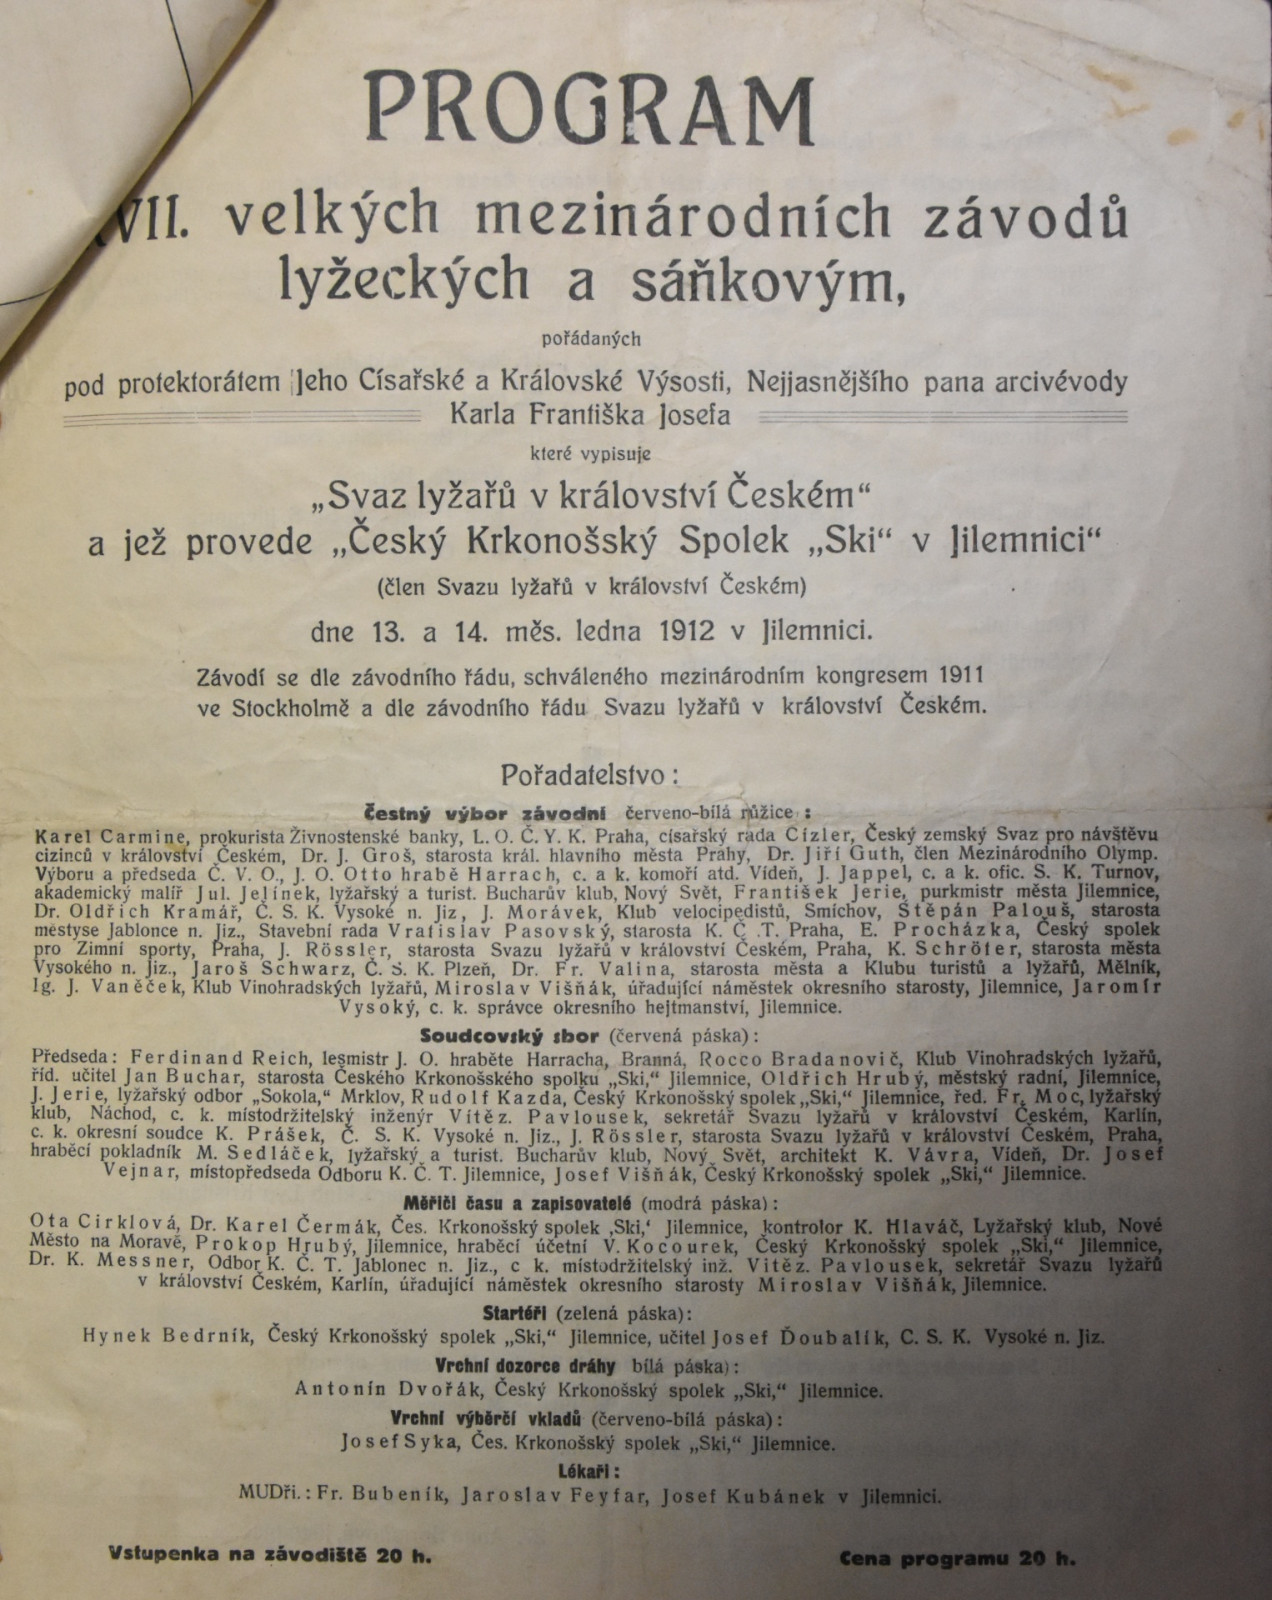 PROGRAM
VII. velkých mezinárodních závodů
lyžeckých a sáňkovým,
pořádaných
pod protektorátem Jeho Císařské a Královské Výsosti, Nejjasnějšího pana arcivévody
Karla Františka Josefa
které vypisuje
„Svaz lyžařů v království Českém“
a jež provede „Český Krkonošský Spolek „Ski“ v Jilemnici“
(člen Svazu lyžařů v království Českém)
dne 13. a 14. měs. ledna 1912 v Jilemnici.
Závodí se dle závodního řádu, schváleného mezinárodním kongresem 1911
ve Stockholmě a dle závodního řádu Svazu lyžařů v království Českém.
Pořadatelstvo:
Čestný výbor závodní červeno-bílá růžice:
Karel Carmine, prokurista Živnostenské banky, L. O. Č. Y. K. Praha, císařský rada Cízler, Český zemský Svaz pro návštěvu
cizinců v království Českém, Dr. J. Groš, starosta král. hlavního města Prahy, Dr. Jiří Guth, člen Mezinárodního Olymp.
Výboru a předseda Č. V. O., J. O. Otto hrabě Harrach, c. a k. komoří atd. Vídeň, J. Jappel, c. a k. ofic. S. K. Turnov,
akademický malíř Jul. Jelínek, lyžařský a turist. Bucharův klub, Nový Svět, František Jerie, purkmistr města Jilemnice,
Dr. Oldřich Kramář, Č. S. K. Vysoké n. Jiz., J. Morávek, Klub velocipedistů, Smíchov, Štěpán Palouš, starosta
městyse Jablonce n. Jiz., Stavební rada Vratislav Pasovský, starosta K. Č. T. Praha, E. Procházka, Český spolek
pro Zimní sporty, Praha, J. Rössler, starosta Svazu lyžařů v království Českém, Praha, K. Schröter, starosta města
Vysokého n. Jiz., Jaroš Schwarz, Č. S. K. Plzeň, Dr. Fr. Valina, starosta města a Klubu turistů a lyžařů, Mělník,
Ig. J. Vaněček, Klub Vinohradských lyžařů, Miroslav Višňák, úřadující náměstek okresního starosty, Jilemnice, Jaromír
Vysoký, c. k. správce okresního hejtmanství, Jilemnice.
Soudcovský sbor (červená páska):
Předseda: Ferdinand Reich, lesmistr J. O. hraběte Harracha, Branná, Rocco Bradanovič, Klub Vinohradských lyžařů,
říd. učitel Jan Buchar, starosta Českého Krkonošského spolku „Ski,“ Jilemnice, Oldřich Hrubý, městský radní, Jilemnice,
J. Jerie, lyžařský odbor „Sokola,“ Mrklov, Rudolf Kazda, Český Krkonošský spolek „Ski,“ Jilemnice, řed. Fr. Moc, lyžařský
klub, Náchod, c. k. místodržitelský inženýr Vítěz. Pavlousek, sekretář Svazu lyžařů v království Českém, Karlín,
c. k. okresní soudce K. Prášek, Č. S. K. Vysoké n. Jiz., J. Rössler, starosta Svazu lyžařů v království Českém, Praha,
hraběcí pokladník M. Sedláček, lyžařský a turist. Bucharův klub, Nový Svět, architekt K. Vávra, Vídeň, Dr. Josef
Vejnar, místopředseda Odboru K. Č. T. Jilemnice, Josef Višňák, Český Krkonošský spolek „Ski,“ Jilemnice.
Měřiči času a zapisovatelé (modrá páska):
Ota Cirklová, Dr. Karel Čermák, Čes. Krkonošský spolek ‚Ski,‘ Jilemnice, kontrolor K. Hlaváč, Lyžařský klub, Nové
Město na Moravě, Prokop Hrubý, Jilemnice, hraběcí účetní V. Kocourek, Český Krkonošský spolek „Ski,“ Jilemnice,
Dr. K. Messner, Odbor K. Č. T. Jablonec n. Jiz., c k. místodržitelský inž. Vítěz. Pavlousek, sekretář Svazu lyžařů
v království Českém, Karlín, úřadující náměstek okresního starosty Miroslav Višňák, Jilemnice.
Startéři (zelená páska):
Hynek Bedrník, Český Krkonošský spolek „Ski,“ Jilemnice, učitel Josef Ďoubalík, C. S. K. Vysoké n. Jiz.
Vrchní dozorce dráhy bílá páska):
Antonín Dvořák, Český Krkonošský spolek „Ski,“ Jilemnice.
Vrchní výběrčí vkladů (červeno-bílá páska):
Josef Syka, Čes. Krkonošský spolek „Ski,“ Jilemnice.
Lékaři:
MUDři.: Fr. Bubeník, Jaroslav Feyfar, Josef Kubánek v Jilemnici.
Vstupenka na závodiště 20 h.
Cena programu 20 h.